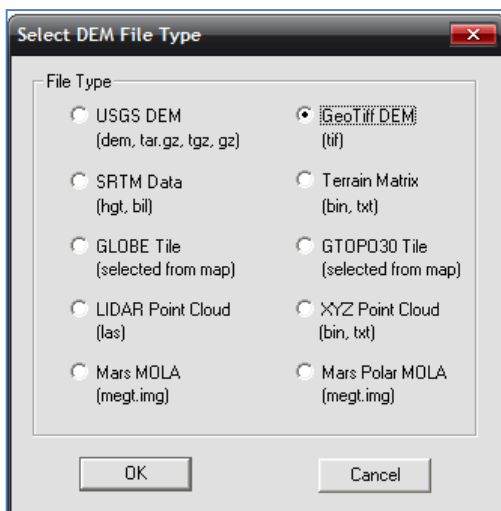 Select DEM File Type
File Type
USGS DEM
(dem, tar.gz, tgz, gz)
GeoTiff DEM
(tif)
SRTM Data
(hgt, bil)
Terrain Matrix
(bin, txt)
GLOBE Tile
(selected from map)
GTOPO30 Tile
(selected from map)
LIDAR Point Cloud
(las)
XYZ Point Cloud
(bin, txt)
Mars MOLA
(megt.img)
Mars Polar MOLA
(megt.img)
OK
Cancel